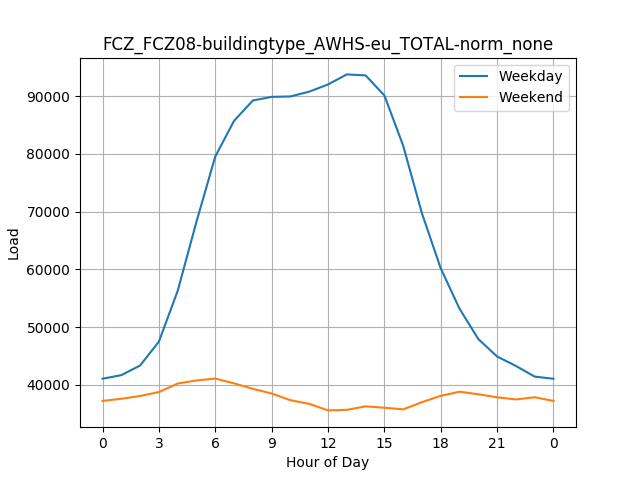 FCZ_FCZ08-buildingtype_AWHS-eu_TOTAL-norm_none
Weekday
Weekend
90000
80000
70000
60000
50000
40000
Load
0 3 6 9 12 15 18 21 0
Hour of Day